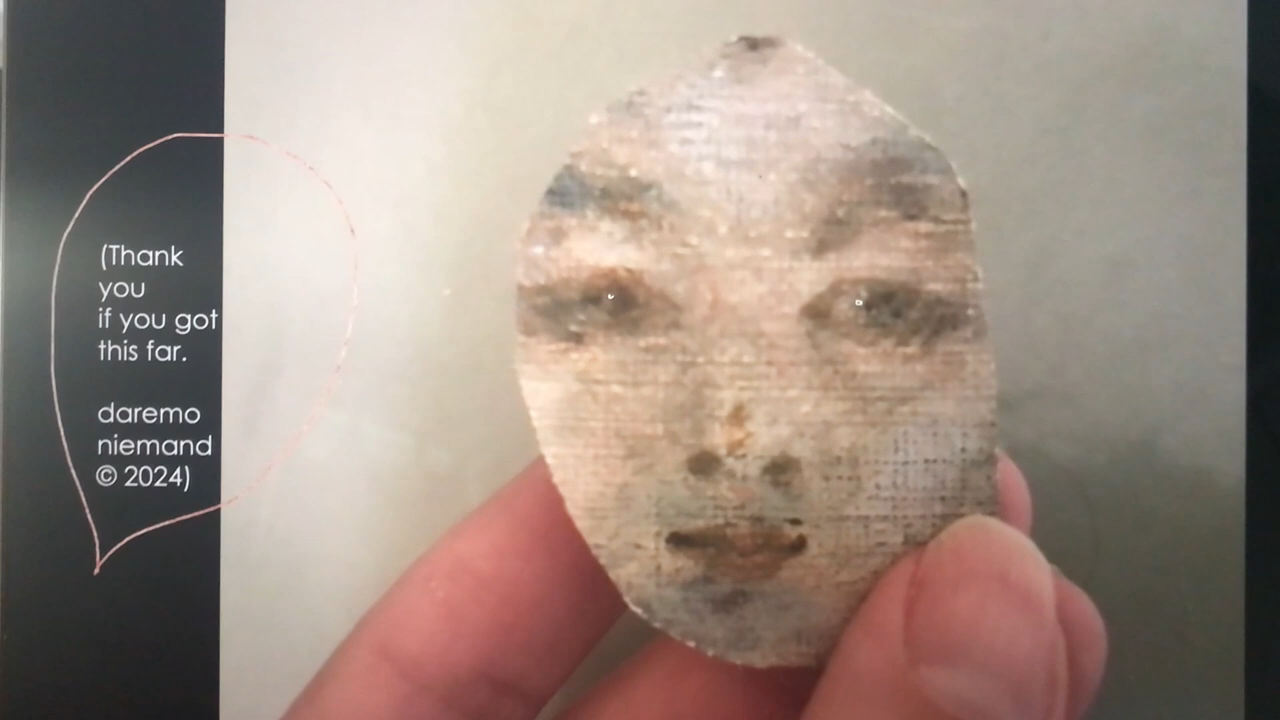 (Thank
you
if you got
this far.
daremo
niemand
© 2024)